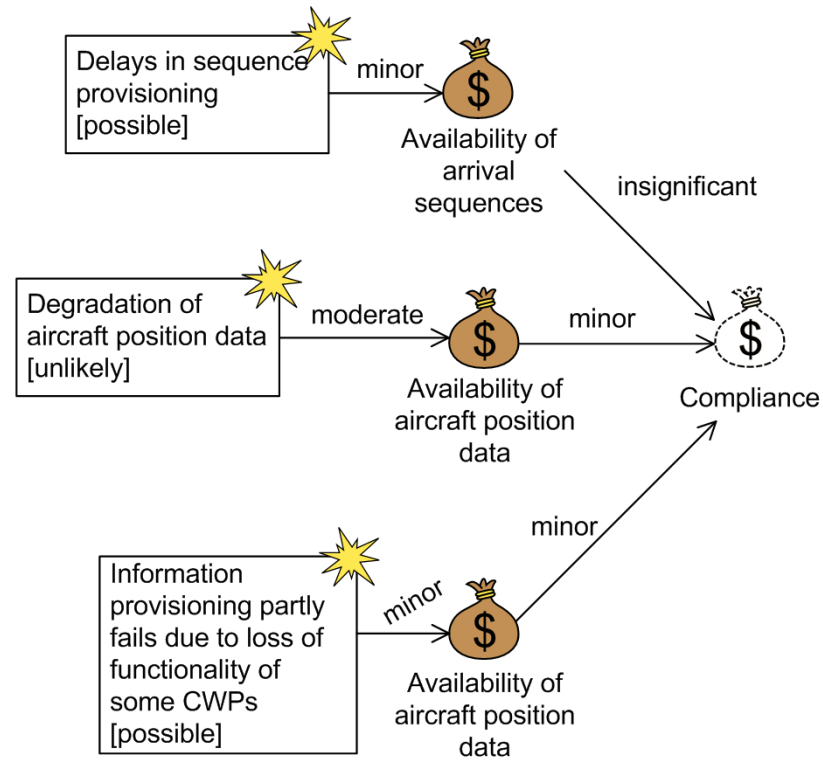 Delays in sequence
provisioning
[possible]
minor
$
Availability of
arrival
sequences
insignificant
Degradation of
aircraft position data
[unlikely]
moderate
$
Availability of
aircraft position
data
minor
$
Compliance
Information
provisioning partly
fails due to loss of
functionality of
some CWPs
[possible]
minor
$
Availability of
aircraft position
data
minor